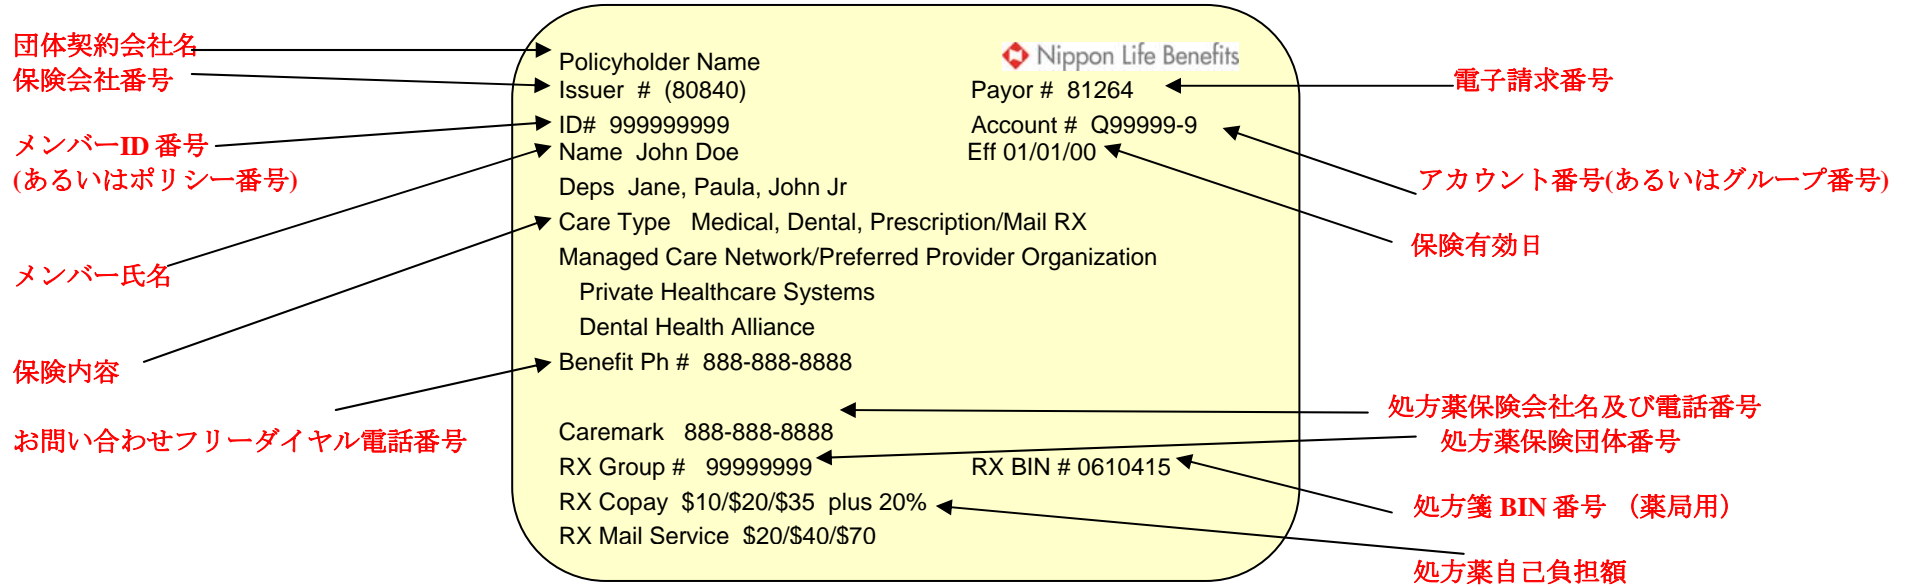 団体契約会社名
保険会社番号
メンバーID 番号
(あるいはポリシー番号)
メンバー氏名
保険内容
お問い合わせフリーダイヤル電話番号
Policyholder Name
Nippon Life Benefits
Issuer # (80840)
Payor # 81264
ID# 999999999
Account # Q99999-9
Name John Doe
Eff 01/01/00
Deps Jane, Paula, John Jr
Care Type Medical, Dental, Prescription/Mail RX
Managed Care Network/Preferred Provider Organization
Private Healthcare Systems
Dental Health Alliance
Benefit Ph # 888-888-8888
Caremark 888-888-8888
RX Group # 99999999
RX BIN # 0610415
RX Copay $10/$20/$35 plus 20%
RX Mail Service $20/$40/$70
電子請求番号
アカウント番号(あるいはグループ番号)
保険有効日
処方薬保険会社名及び電話番号
処方薬保険団体番号
処方箋 BIN 番号 （薬局用）
処方薬自己負担額